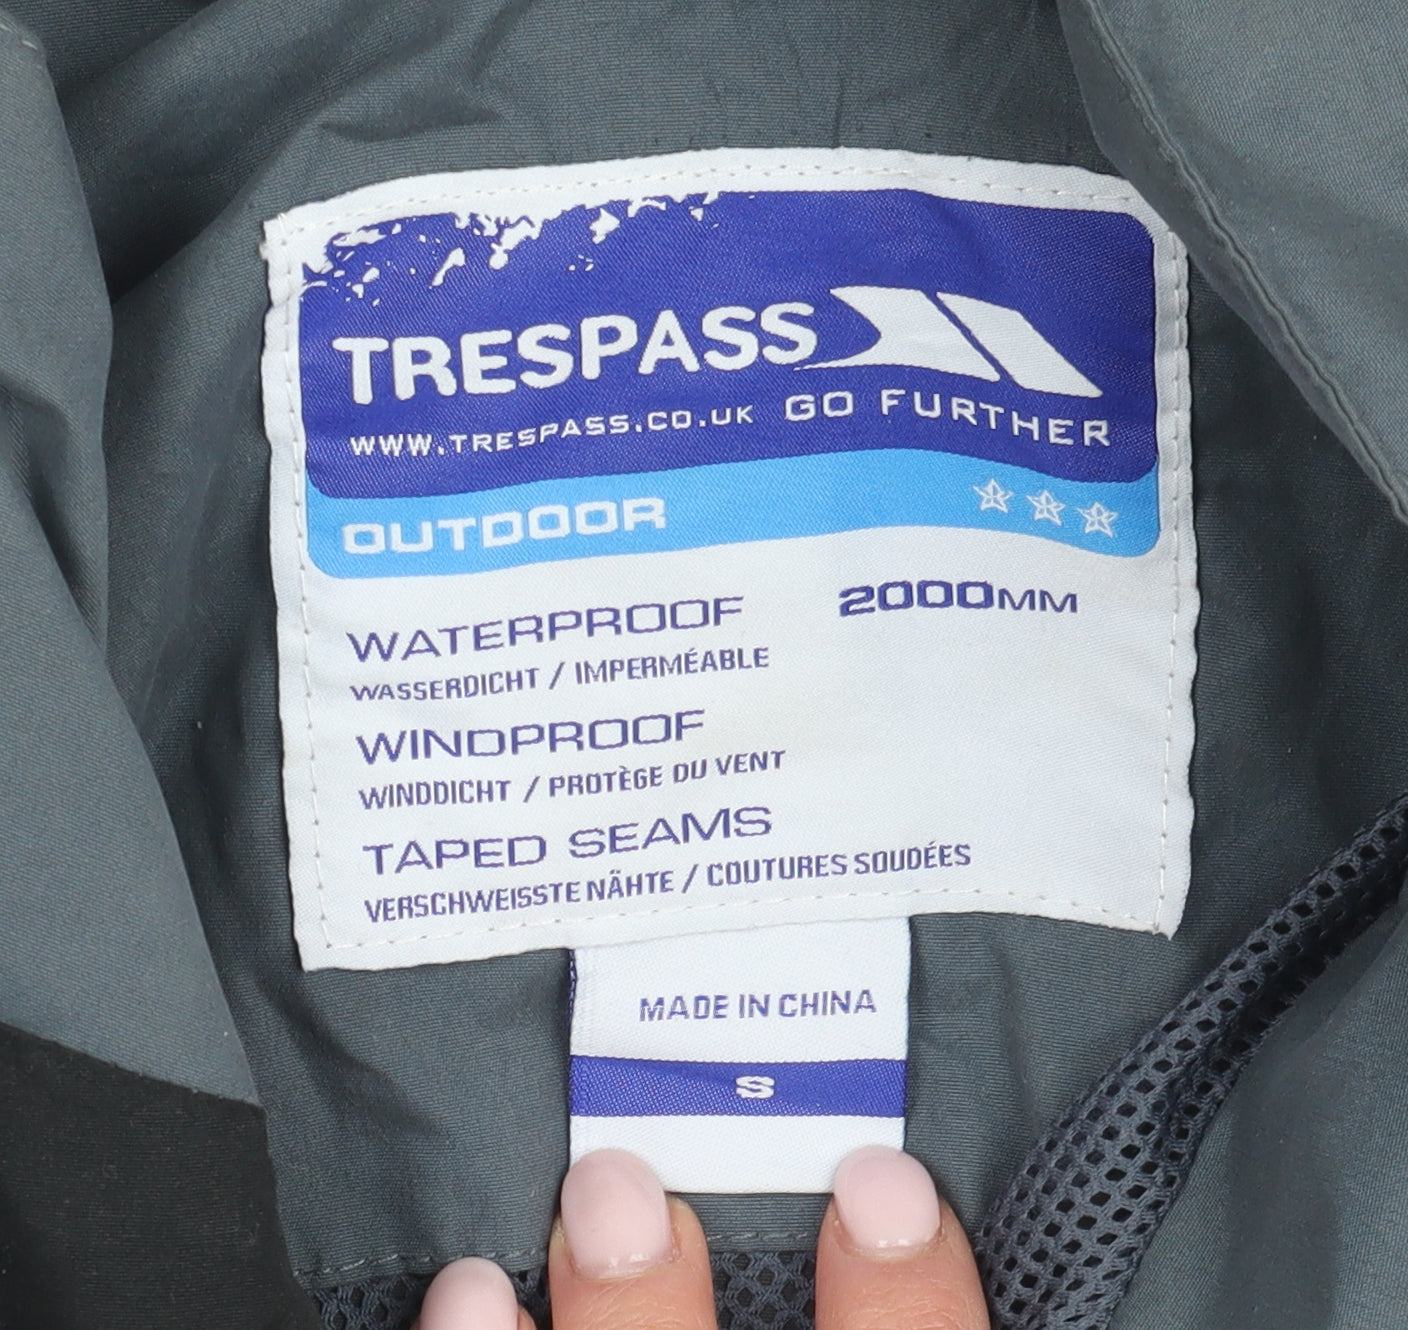 TRESPASS
WWW.TRESPASS.CO.UK GO FURTHER
OUTDOOR
WATERPROOF 2000MM
WASSERDICHT / IMPERMÉABLE
WINDPROOF
WINDDICHT / PROTÈGE DU VENT
TAPED SEAMS
VERSCHWEISSTE NÄHTE / COUTURES SOUDÉES
MADE IN CHINA
S